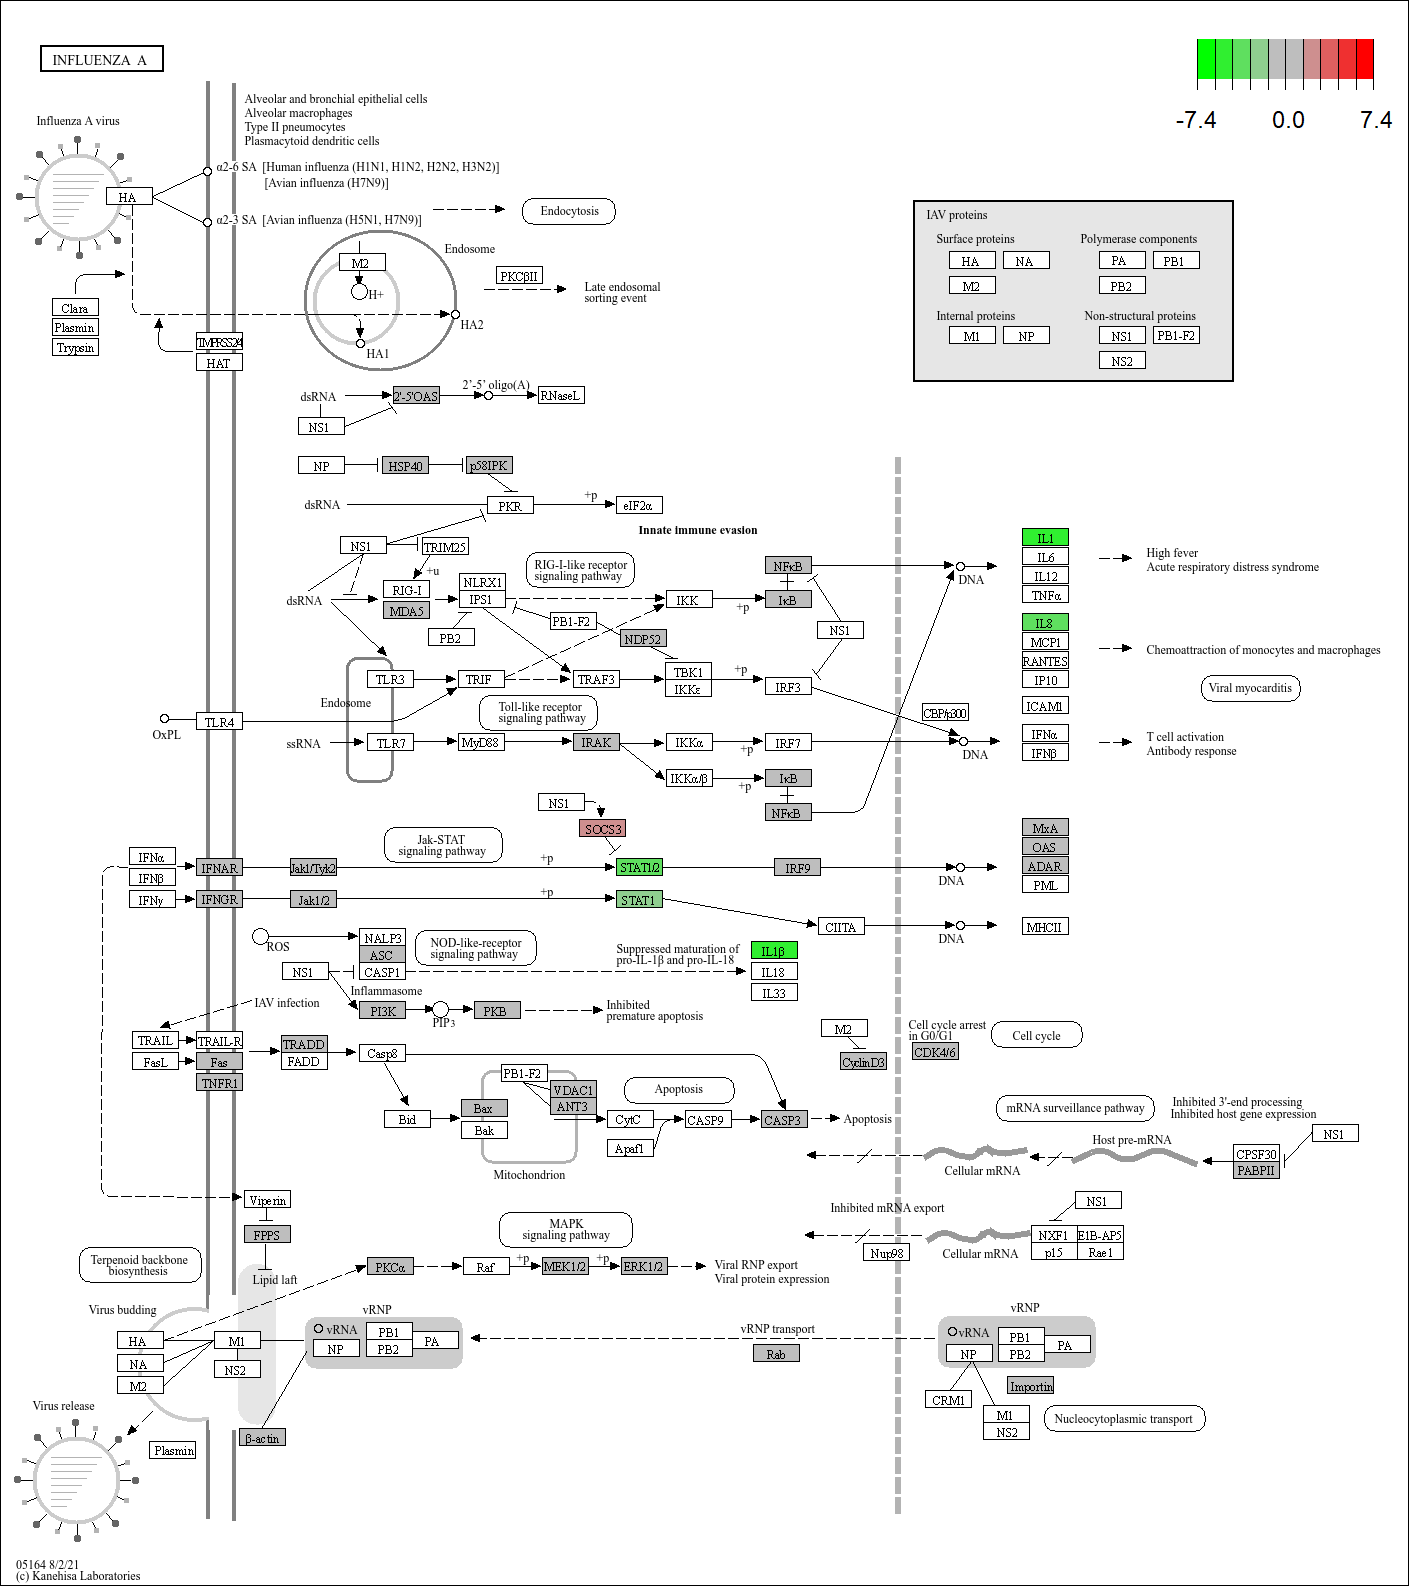 INFLUENZA A
-7.4 0.0 7.4
Alveolar and bronchial epithelial cells
Alveolar macrophages
Type II pneumocytes
Plasmacytoid dendritic cells
Influenza A virus
HA
α2-6 SA [Human influenza (H1N1, H1N2, H2N2, H3N2)]
[Avian influenza (H7N9)]
α2-3 SA [Avian influenza (H5N1, H7N9)]
Endocytosis
Endosome
M2
H+
HA2
HA1
PKCβII
Late endosomal
sorting event
Clara
Plasmin
Trypsin
HAT
IAV proteins
Surface proteins
HA
NA
M2
Polymerase components
PA
PB1
PB2
Internal proteins
M1
NP
Non-structural proteins
NS1
PB1-F2
NS2
dsRNA
2'-5'OAS
2'-5' oligo(A)
RNaseL
NS1
NP
HSP40
p58IPK
dsRNA
PKR
+p
eIF2α
Innate immune evasion
NS1
TRIM25
+u
RIG-I
MDA5
dsRNA
NLRX1
IPS1
PB2
RIG-I-like receptor
signaling pathway
PB1-F2
NDP52
IKK
+p
NFκB
IκB
NS1
DNA
IL1
IL6
IL12
TNFα
High fever
Acute respiratory distress syndrome
IL8
MCP1
RANTES
IP10
Chemoattraction of monocytes and macrophages
Viral myocarditis
ICAM1
IFNα
IFNβ
T cell activation
Antibody response
TLR3
TRIF
TRAF3
TBK1
IKKε
+p
IRF3
Endosome
Toll-like receptor
signaling pathway
CBP/p300
OxPL
TLR4
ssRNA
TLR7
MyD88
IRAK
IKKα
+p
IRF7
DNA
IKKα/β
+p
IκB
NFκB
NS1
SOCS3
Jak-STAT
signaling pathway
IFNα
IFNβ
IFNAR
Jak1/Tyk2
+p
STAT1/2
IRF9
DNA
MxA
OAS
ADAR
PML
IFNγ
IFNGR
Jak1/2
+p
STAT1
CIITA
DNA
MHCII
ROS
NALP3
ASC
CASP1
NOD-like-receptor
signaling pathway
NS1
Inflammasome
Suppressed maturation of
pro-IL-1β and pro-IL-18
IL1β
IL18
IL33
IAV infection
PI3K
PIP3
PKB
Inhibited
premature apoptosis
TRAIL
TRAIL-R
FasL
Fas
TNFR1
TRADD
FADD
Casp8
M2
CyclinD3
Cell cycle arrest
in G0/G1
CDK4/6
Cell cycle
PB1-F2
VDAC1
ANT3
Apoptosis
Bid
Bax
Bak
CytC
Apaf1
CASP9
CASP3
Apoptosis
Mitochondrion
mRNA surveillance pathway
Inhibited 3'-end processing
Inhibited host gene expression
NS1
Host pre-mRNA
CPSF30
PABPII
Cellular mRNA
Viperin
FPPS
Lipid laft
Terpenoid backbone
biosynthesis
MAPK
signaling pathway
PKCα
Raf
+p
MEK1/2
+p
ERK1/2
Viral RNP export
Viral protein expression
Inhibited mRNA export
Nup98
Cellular mRNA
NS1
NXF1
E1B-AP5
p15
Rae1
Virus budding
HA
NA
M2
M1
NS2
vRNP
vRNA
NP
PB1
PB2
PA
vRNP transport
Rab
vRNP
vRNA
NP
PB1
PB2
PA
Importin
CRM1
M1
NS2
Nucleocytoplasmic transport
Virus release
Plasmin
β-actin
05164 8/2/21
(c) Kanehisa Laboratories